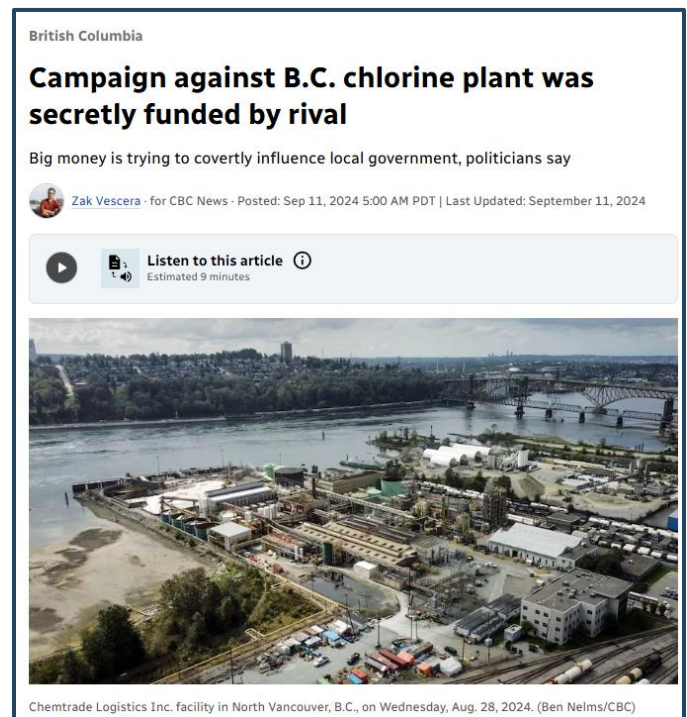 British Columbia
Campaign against B.C. chlorine plant was
secretly funded by rival
Big money is trying to covertly influence local government, politicians say
Zak Vescera · for CBC News · Posted: Sep 11, 2024 5:00 AM PDT | Last Updated: September 11, 2024
Listen to this article
Estimated 9 minutes
Chemtrade Logistics Inc. facility in North Vancouver, B.C., on Wednesday, Aug. 28, 2024. (Ben Nelms/CBC)